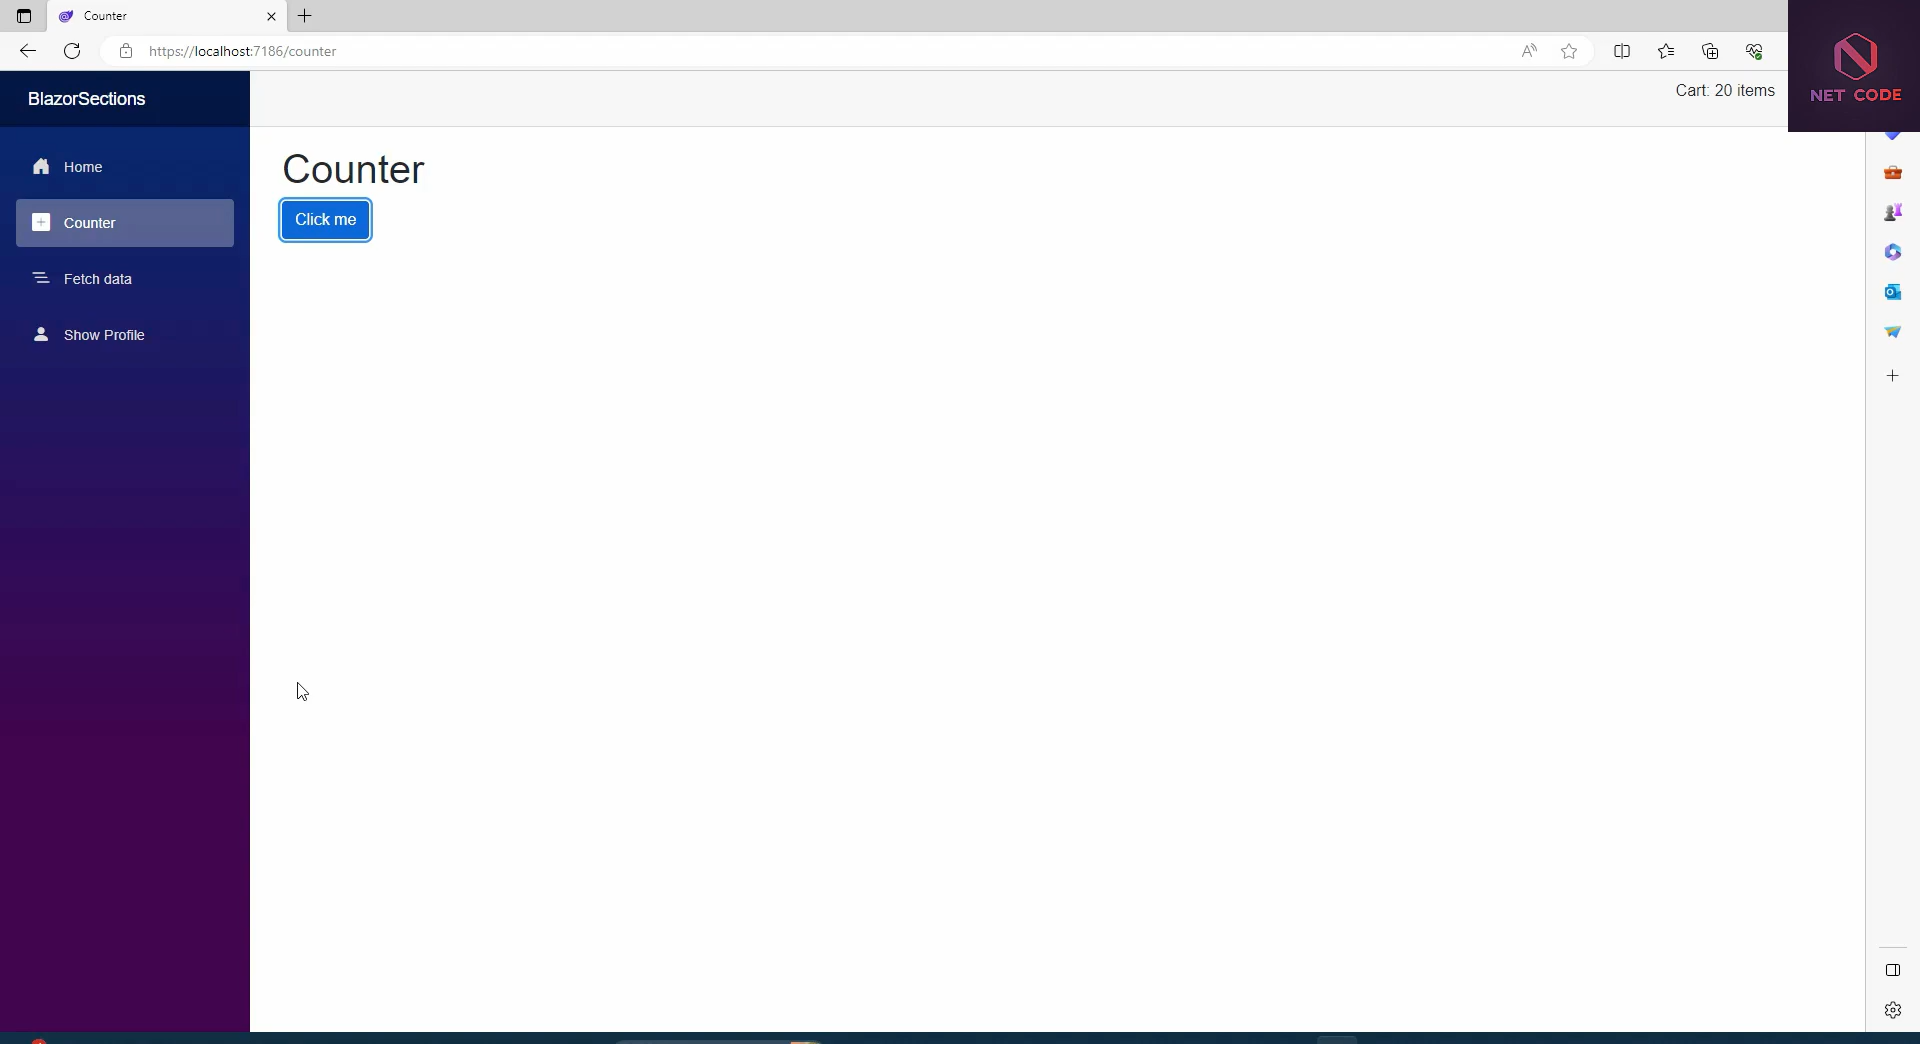 Counter
https://localhost:7186/counter
NET CODE
BlazorSections
Cart: 20 items
Home
Counter
Fetch data
Show Profile
Counter
Click me